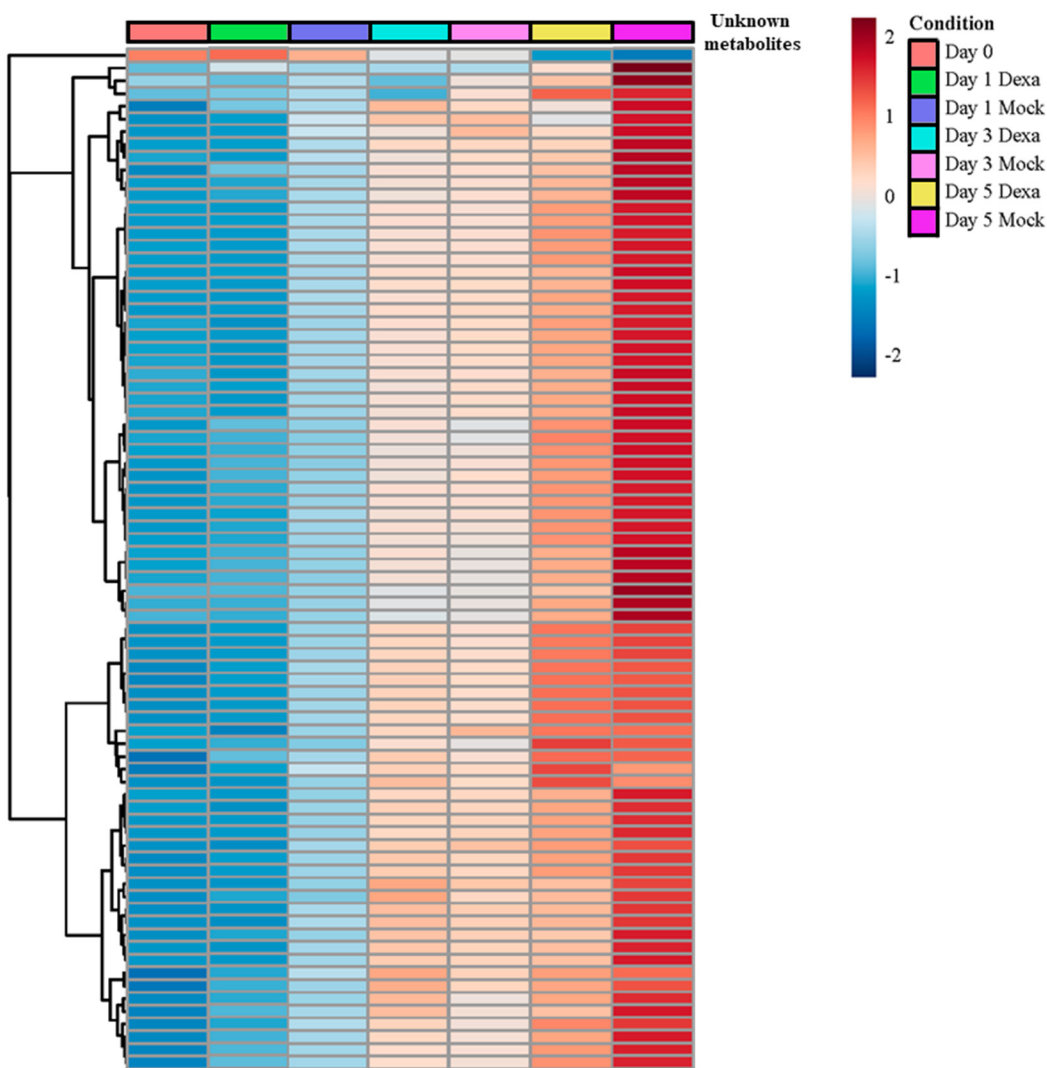 Unknown
metabolites
2
1
0
-1
-2
Condition
Day 0
Day 1 Dexa
Day 1 Mock
Day 3 Dexa
Day 3 Mock
Day 5 Dexa
Day 5 Mock